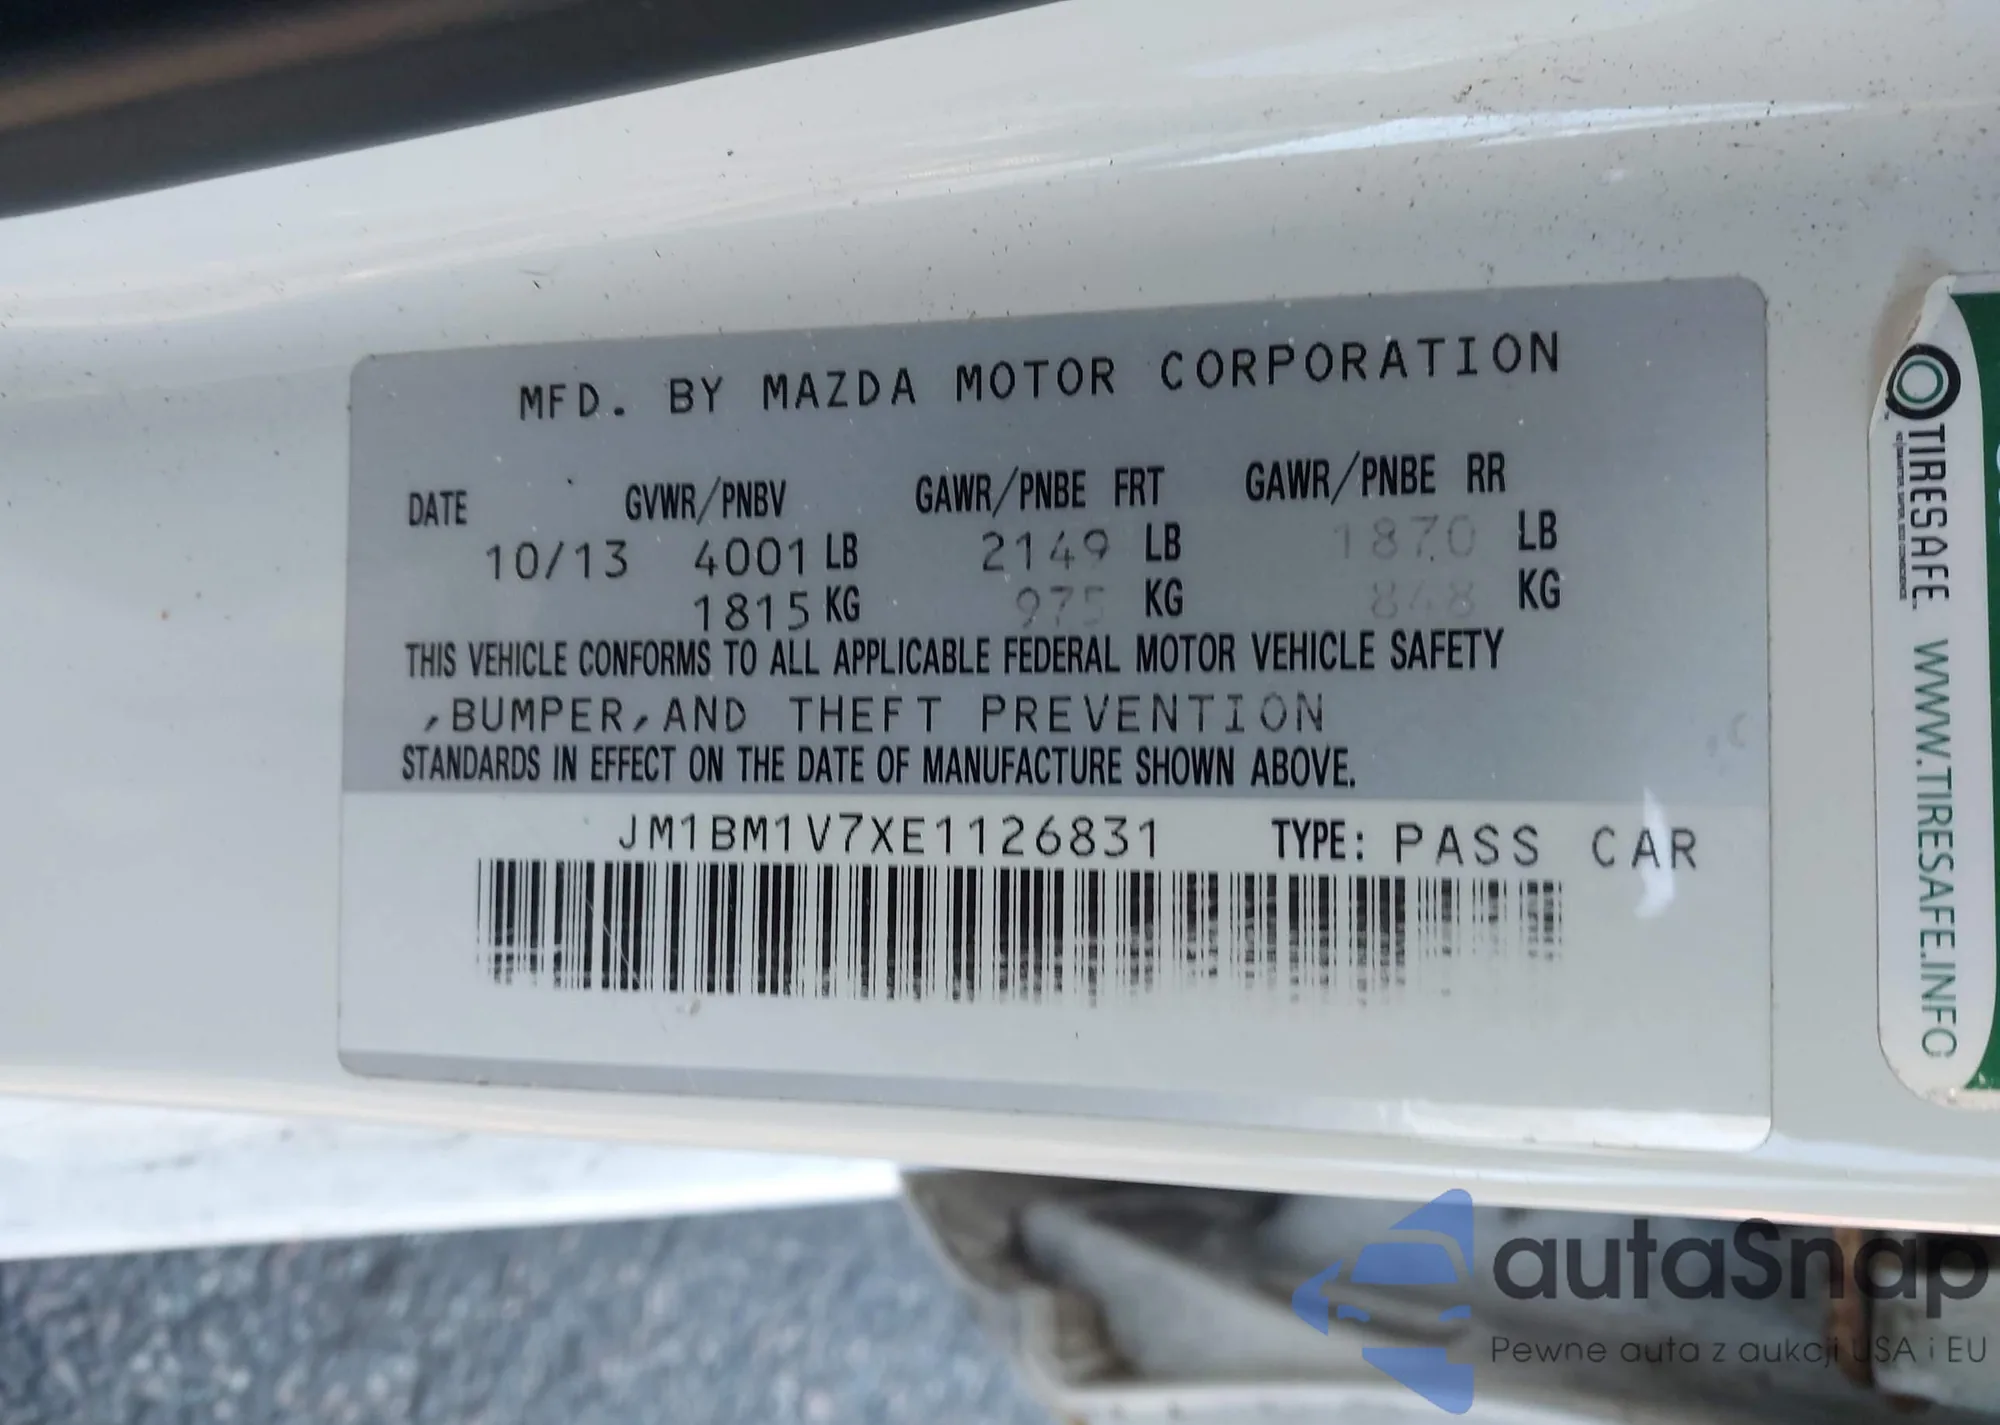 MFD. BY MAZDA MOTOR CORPORATION
DATE GVWR/PNBV GAWR/PNBE FRT GAWR/PNBE RR
10/13 4001 LB 2149 LB 1870 LB
1815 KG 975 KG 848 KG
THIS VEHICLE CONFORMS TO ALL APPLICABLE FEDERAL MOTOR VEHICLE SAFETY
,BUMPER,AND THEFT PREVENTION
STANDARDS IN EFFECT ON THE DATE OF MANUFACTURE SHOWN ABOVE.
JM1BM1V7XE1126831 TYPE: PASS CAR
TIRESAFE
WWW.TIRESAFE.INFO
autaSnap
Pewne auta z aukcji USA i EU